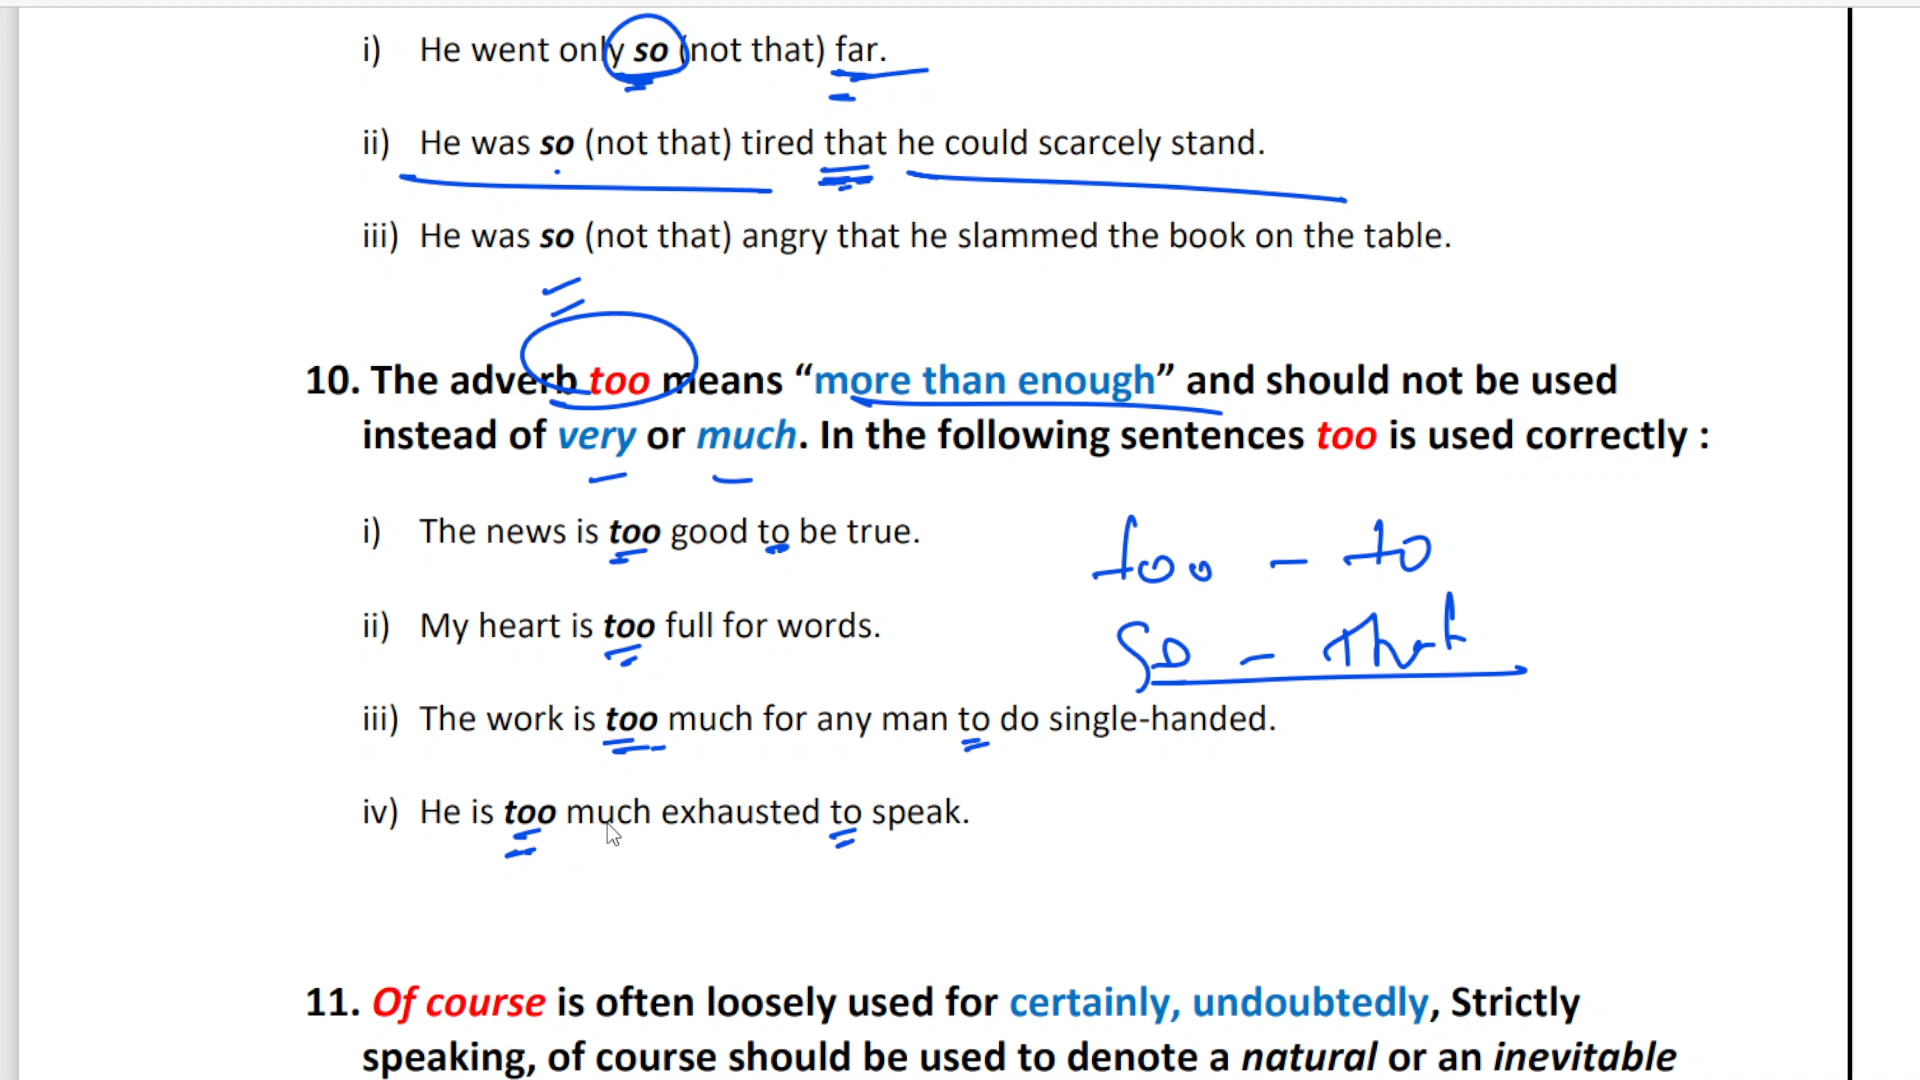 i) He went only so (not that) far.
ii) He was so (not that) tired that he could scarcely stand.
iii) He was so (not that) angry that he slammed the book on the table.
10. The adverb too means “more than enough” and should not be used
instead of very or much. In the following sentences too is used correctly :
i) The news is too good to be true.
too - to
ii) My heart is too full for words.
so - that
iii) The work is too much for any man to do single-handed.
iv) He is too much exhausted to speak.
11. Of course is often loosely used for certainly, undoubtedly, Strictly
speaking, of course should be used to denote a natural or an inevitable